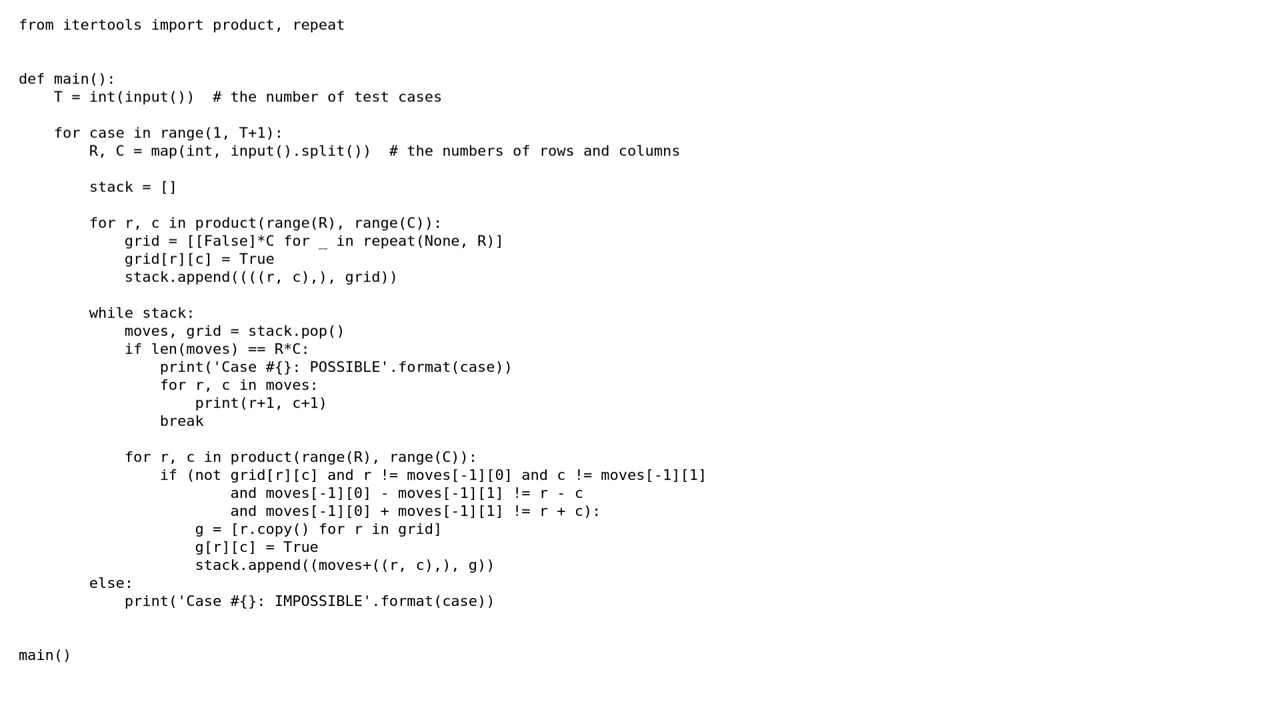 from itertools import product, repeat


def main():
    T = int(input())  # the number of test cases

    for case in range(1, T+1):
        R, C = map(int, input().split())  # the numbers of rows and columns

        stack = []

        for r, c in product(range(R), range(C)):
            grid = [[False]*C for _ in repeat(None, R)]
            grid[r][c] = True
            stack.append((((r, c),), grid))

        while stack:
            moves, grid = stack.pop()
            if len(moves) == R*C:
                print('Case #{}: POSSIBLE'.format(case))
                for r, c in moves:
                    print(r+1, c+1)
                break

            for r, c in product(range(R), range(C)):
                if (not grid[r][c] and r != moves[-1][0] and c != moves[-1][1]
                        and moves[-1][0] - moves[-1][1] != r - c
                        and moves[-1][0] + moves[-1][1] != r + c):
                    g = [r.copy() for r in grid]
                    g[r][c] = True
                    stack.append((moves+((r, c),), g))
        else:
            print('Case #{}: IMPOSSIBLE'.format(case))


main()